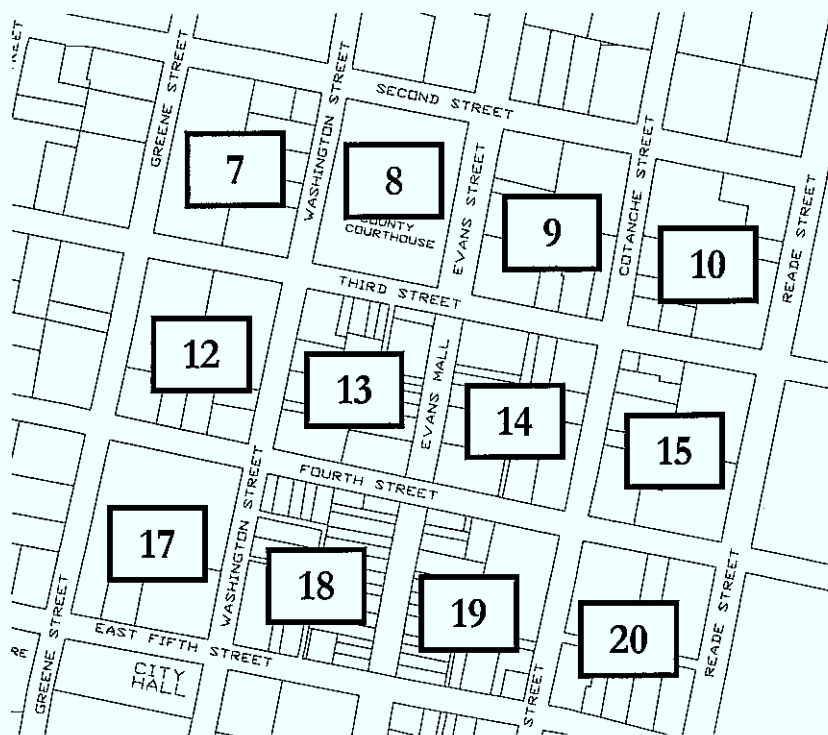 STREET
GREENE STREET
WASHINGTON STREET
SECOND STREET
EVANS STREET
COTANCHE STREET
READE STREET
7
8
COUNTY
COURTHOUSE
9
10
THIRD STREET
12
13
EVANS MALL
14
15
FOURTH STREET
17
WASHINGTON STREET
18
19
20
READE STREET
GREENE STREET
EAST FIFTH STREET
CITY
HALL
RE
STREET